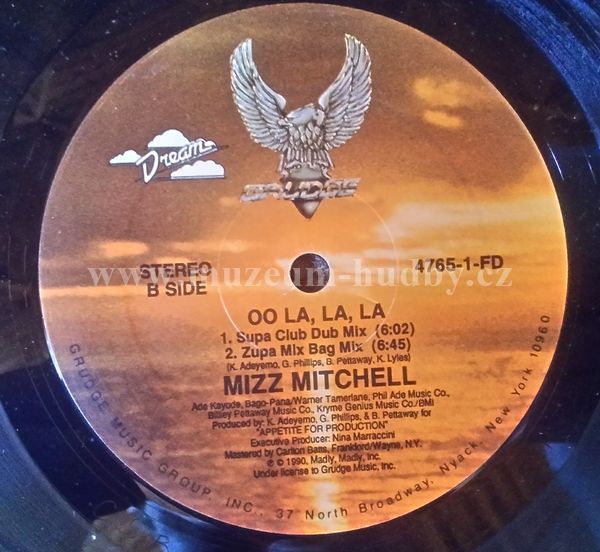 Dream
GRUDGE
www.muzeum-hudby.cz
STEREO
B SIDE
4765-1-FD
OO LA, LA, LA
1. Supa Club Dub Mix (6:02)
2. Zupa Mix Bag Mix (6:45)
(K. Adeyemo, G. Phillips, B. Pettaway, K. Lyles)
MIZZ MITCHELL
Ade Kayode, Bago-Pana/Warner Tamerlane, Phil Ade Music Co.,
Billey Pettaway Music Co., Kryme Genius Music Co./BMI
Produced by: K. Adeyemo, G. Phillips, & B. Pettaway for
"APPETITE FOR PRODUCTION"
Executive Producer: Nina Marraccini
Mastered by Carlton Batts, Frankford/Wayne, N.Y.
℗ © 1990, Madly, Madly, Inc.
Under license to Grudge Music, Inc.
GRUDGE MUSIC GROUP, INC., 37 North Broadway, Nyack, New York 10960